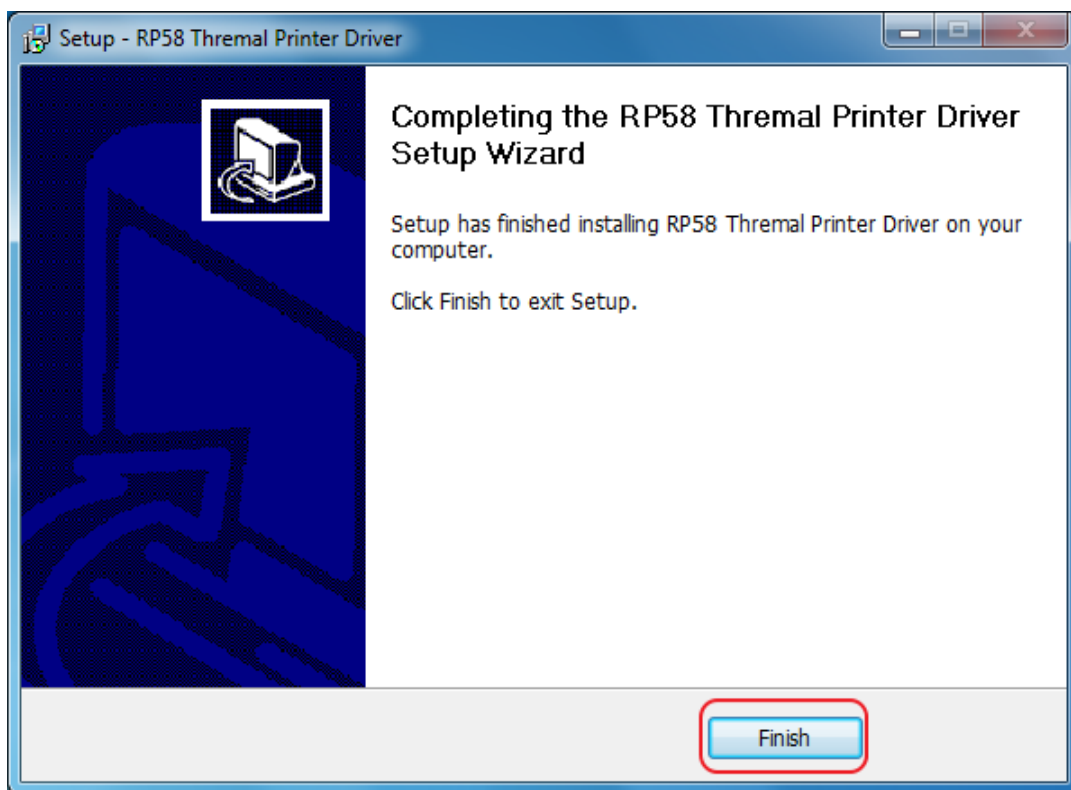 Setup - RP58 Thremal Printer Driver
Completing the RP58 Thremal Printer Driver
Setup Wizard
Setup has finished installing RP58 Thremal Printer Driver on your
computer.
Click Finish to exit Setup.
Finish